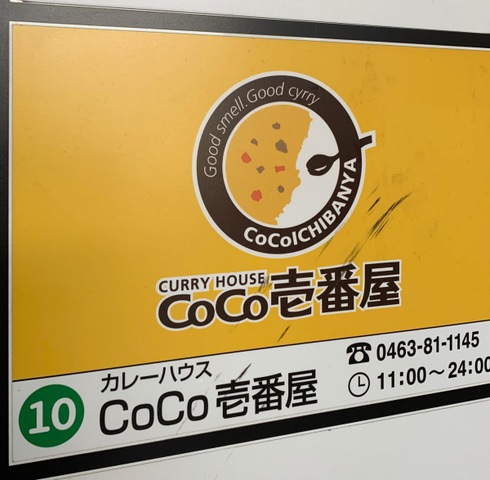 Good smell. Good cyrry
CoCoICHIBANYA
CURRY HOUSE
CoCo壱番屋
10
カレーハウス
CoCo壱番屋
☎ 0463-81-1145
11:00～24:00